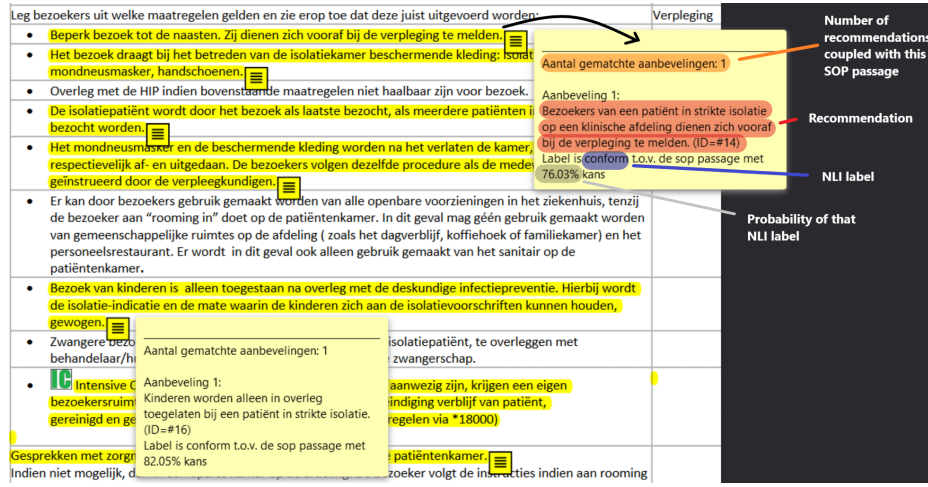 Leg bezoekers uit welke maatregelen gelden en zie erop toe dat deze juist uitgevoerd worden:
Verpleging
Beperk bezoek tot de naasten. Zij dienen zich vooraf bij de verpleging te melden.
Het bezoek draagt bij het betreden van de isolatiekamer beschermende kleding:
mondneusmasker, handschoenen.
Overleg met de HIP indien bovenstaande maatregelen niet haalbaar zijn voor bezoek.
De isolatiepatiënt wordt door het bezoek als laatste bezocht, als meerdere patiënten
bezocht worden.
Het mondneusmasker en de beschermende kleding worden na het verlaten de kamer,
respectievelijk af- en uitgedaan. De bezoekers volgen dezelfde procedure als de
geïnstrueerd door de verpleegkundigen.
Er kan door bezoekers gebruik gemaakt worden van alle openbare voorzieningen in het ziekenhuis, tenzij
de bezoeker aan "rooming in" doet op de patiëntenkamer. In dit geval mag géén gebruik gemaakt worden
van gemeenschappelijke ruimtes op de afdeling ( zoals het dagverblijf, koffiehoek of familiekamer) en het
personeelsrestaurant. Er wordt in dit geval ook alleen gebruik gemaakt van het sanitair op de
patiëntenkamer.
Bezoek van kinderen is alleen toegestaan na overleg met de deskundige infectiepreventie. Hierbij wordt
de isolatie-indicatie en de mate waarin de kinderen zich aan de isolatievoorschriften kunnen houden,
gewogen.
Zwangere isolatiepatiënt, te overleggen met
zwangerschap.
IC Intensive aanwezig zijn, krijgen een eigen
verblijf van patiënt,
gereinigd en via *18000)
patiëntenkamer.
Indien niet mogelijk, volgt de instructies indien aan rooming
Aantal gematchte aanbevelingen: 1
Aanbeveling 1:
Bezoekers van een patiënt in strikte isolatie
op een klinische afdeling dienen zich vooraf
bij de verpleging te melden. (ID=#14)
Label is conform t.o.v. de sop passage met
76.03% kans
Aantal gematchte aanbevelingen: 1
Aanbeveling 1:
Kinderen worden alleen in overleg
toegelaten bij een patiënt in strikte isolatie.
(ID=#16)
Label is conform t.o.v. de sop passage met
82.05% kans
Number of
recommendations
coupled with this
SOP passage
Recommendation
NLI label
Probability of that
NLI label